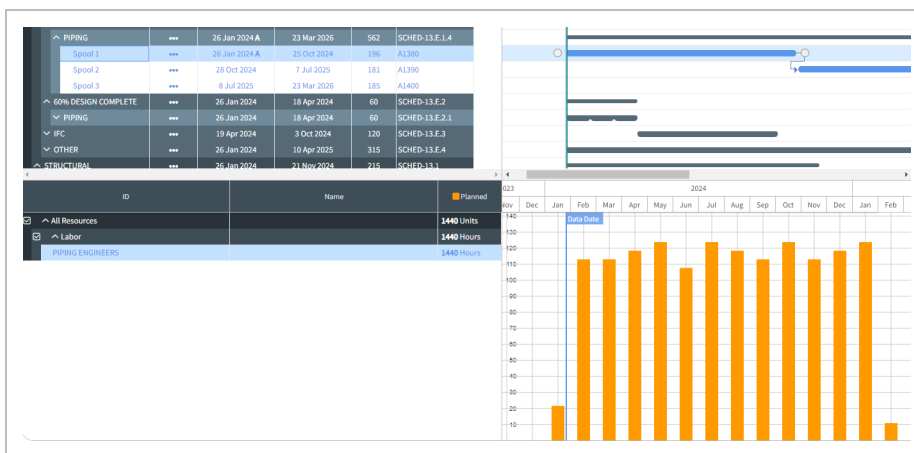 PIPING ••• 26 Jan 2024 A 23 Mar 2026 562 SCHED-13.E.1.4
Spool 1 ••• 26 Jan 2024 A 25 Oct 2024 196 A1380
Spool 2 ••• 28 Oct 2024 7 Jul 2025 181 A1390
Spool 3 ••• 8 Jul 2025 23 Mar 2026 185 A1400
60% DESIGN COMPLETE ••• 26 Jan 2024 18 Apr 2024 60 SCHED-13.E.2
PIPING ••• 26 Jan 2024 18 Apr 2024 60 SCHED-13.E.2.1
IFC ••• 19 Apr 2024 3 Oct 2024 120 SCHED-13.E.3
OTHER ••• 26 Jan 2024 10 Apr 2025 315 SCHED-13.E.4
STRUCTURAL ••• 26 Jan 2024 21 Nov 2024 215 SCHED-13.1
ID Name Planned
2024
Dec Jan Feb Mar Apr May Jun Jul Aug Sep Oct Nov Dec Jan Feb
All Resources 1440 Units
Labor 1440 Hours
PIPING ENGINEERS 1440 Hours
Data Date
140
130
120
110
100
90
80
70
60
50
40
30
20
10